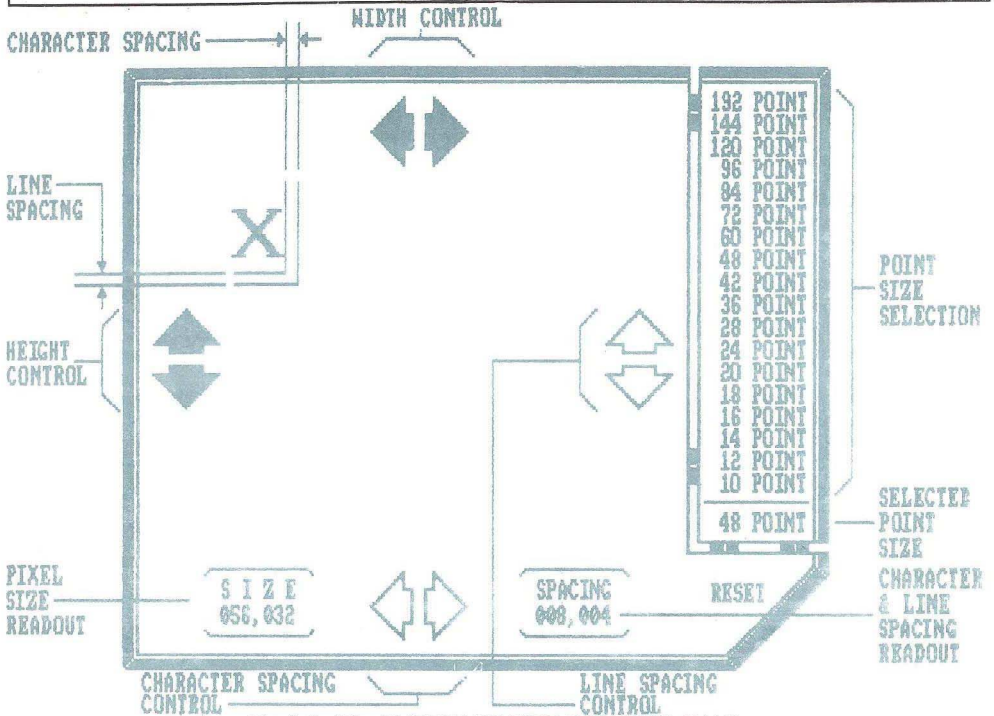 WIDTH CONTROL
CHARACTER SPACING
192 POINT
144 POINT
120 POINT
96 POINT
84 POINT
72 POINT
60 POINT
48 POINT
42 POINT
36 POINT
28 POINT
24 POINT
20 POINT
18 POINT
16 POINT
14 POINT
12 POINT
10 POINT
48 POINT
LINE
SPACING
X
POINT
SIZE
SELECTION
HEIGHT
CONTROL
SELECTED
POINT
SIZE
PIXEL
SIZE
READOUT
S I Z E
056,032
SPACING
008,004
RESET
CHARACTER
& LINE
SPACING
READOUT
CHARACTER SPACING
CONTROL
LINE SPACING
CONTROL